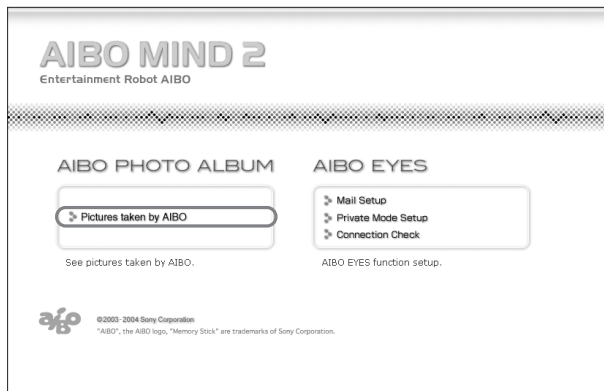 AIBO MIND 2
Entertainment Robot AIBO
AIBO PHOTO ALBUM
Pictures taken by AIBO
See pictures taken by AIBO.
AIBO EYES
Mail Setup
Private Mode Setup
Connection Check
AIBO EYES function setup.
aibo
©2003-2004 Sony Corporation
"AIBO", the AIBO logo, "Memory Stick" are trademarks of Sony Corporation.